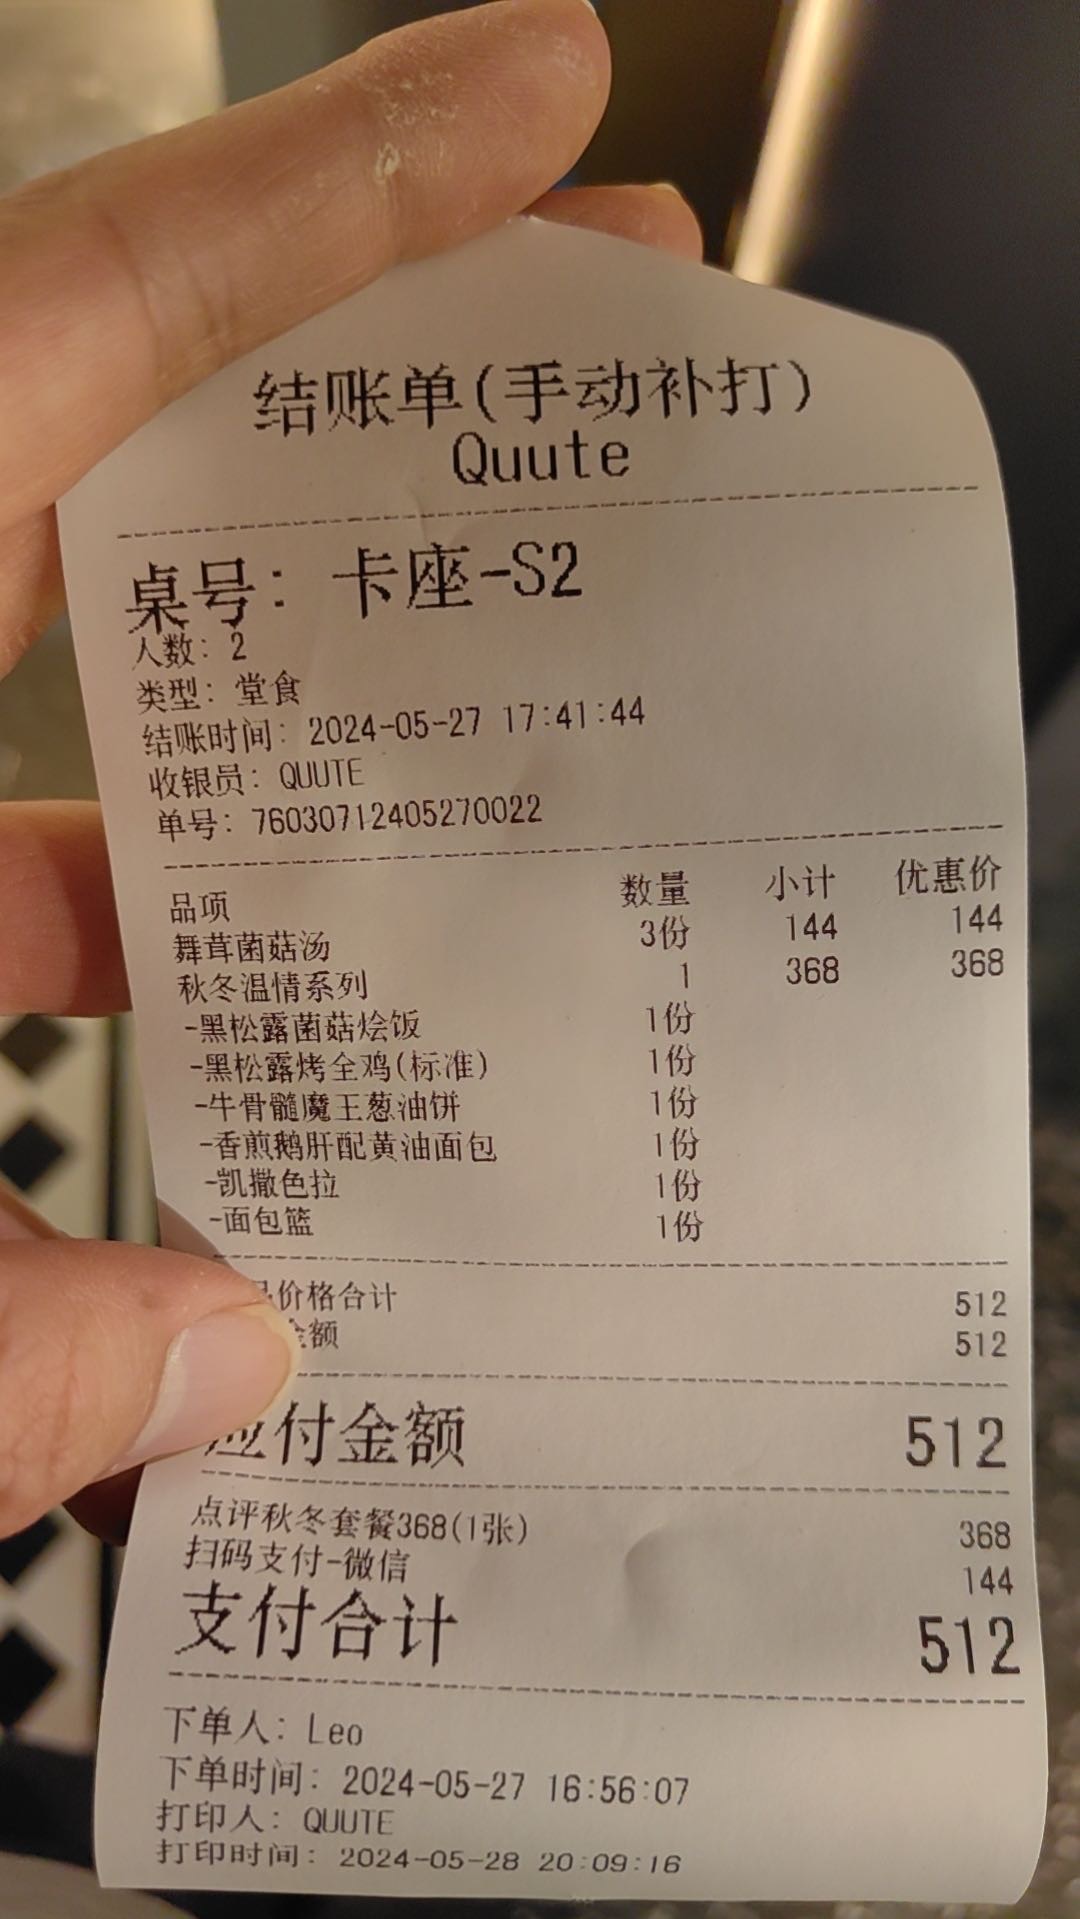 结账单(手动补打)
Quute
桌号: 卡座-S2
人数: 2
类型: 堂食
结账时间: 2024-05-27 17:41:44
收银员: QUUTE
单号: 76030712405270022
品项 数量 小计 优惠价
舞茸菌菇汤 3份 144 144
秋冬温情系列 1 368 368
-黑松露菌菇烩饭 1份
-黑松露烤全鸡(标准) 1份
-牛骨髓魔王葱油饼 1份
-香煎鹅肝配黄油面包 1份
-凯撒色拉 1份
-面包篮 1份
价格合计 512
金额 512
应付金额 512
点评秋冬套餐368(1张) 368
扫码支付-微信 144
支付合计 512
下单人: Leo
下单时间: 2024-05-27 16:56:07
打印人: QUUTE
打印时间: 2024-05-28 20:09:16